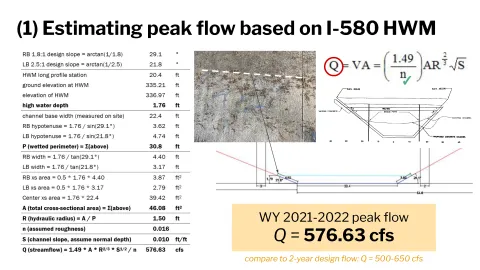 (1) Estimating peak flow based on I-580 HWM
RB 1.8:1 design slope = arctan(1/1.8) 29.1 °
LB 2.5:1 design slope = arctan(1/2.5) 21.8 °
HWM long profile station 20.4 ft
ground elevation at HWM 335.21 ft
elevation of HWM 336.97 ft
high water depth 1.76 ft
channel base width (measured on site) 22.4 ft
RB hypotenuse = 1.76 / sin(29.1°) 3.62 ft
LB hypotenuse = 1.76 / sin(21.8°) 4.74 ft
P (wetted perimeter) = Σ(above) 30.8 ft
RB width = 1.76 / tan(29.1°) 4.40 ft
LB width = 1.76 / tan(21.8°) 3.17 ft
RB xs area = 0.5 * 1.76 * 4.40 3.87 ft²
LB xs area = 0.5 * 1.76 * 3.17 2.79 ft²
Center xs area = 1.76 * 22.4 39.42 ft²
A (total cross-sectional area) = Σ(above) 46.08 ft²
R (hydraulic radius) = A / P 1.50 ft
n (assumed roughness) 0.016
S (channel slope, assume normal depth) 0.010 ft/ft
Q (streamflow) = 1.49 * A * R²/³ * S¹/² / n 576.63 cfs
Q = VA = (1.49/n) AR^(2/3) √S
WY 2021-2022 peak flow
Q = 576.63 cfs
compare to 2-year design flow: Q = 500-650 cfs